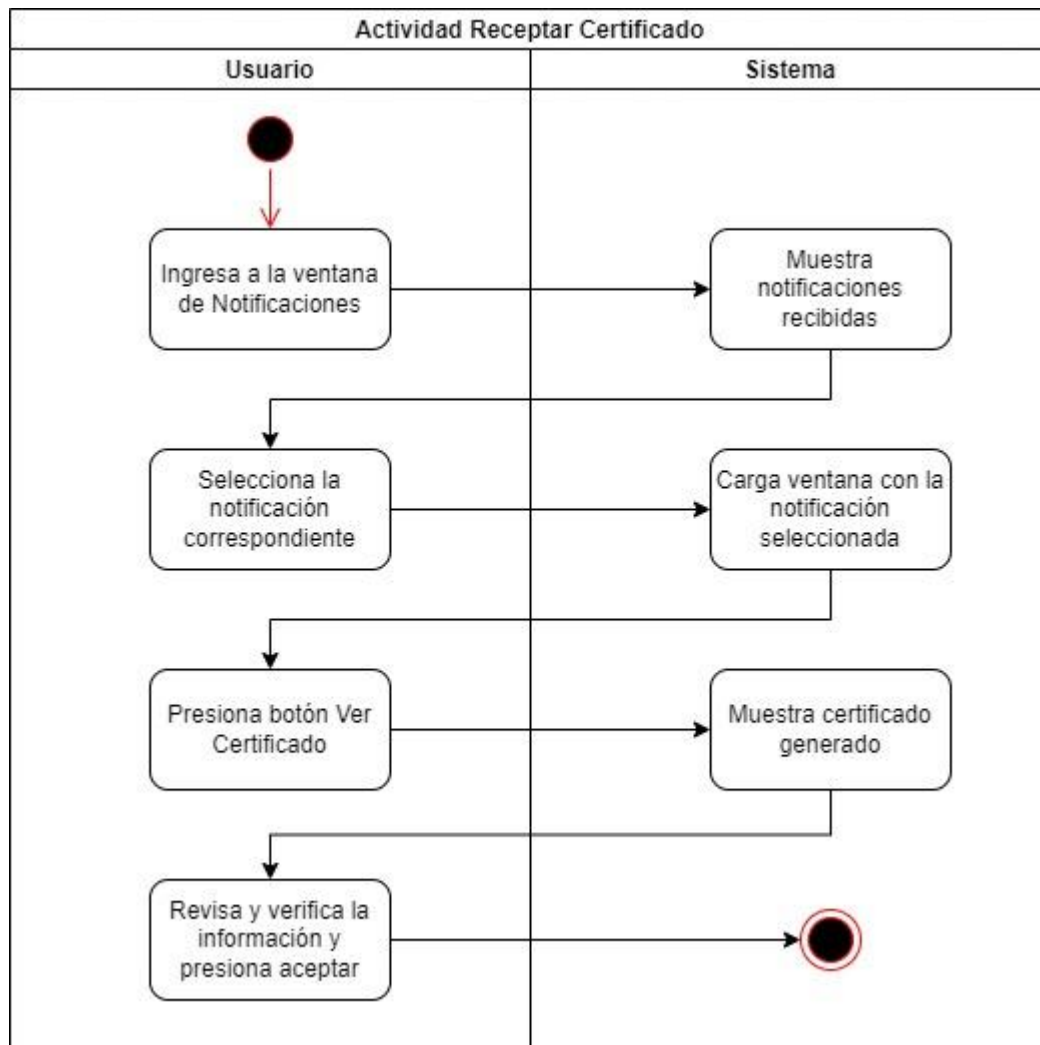 Actividad Receptar Certificado
Usuario
Sistema
Ingresa a la ventana
de Notificaciones
Muestra
notificaciones
recibidas
Selecciona la
notificación
correspondiente
Carga ventana con la
notificación
seleccionada
Presiona botón Ver
Certificado
Muestra certificado
generado
Revisa y verifica la
información y
presiona aceptar